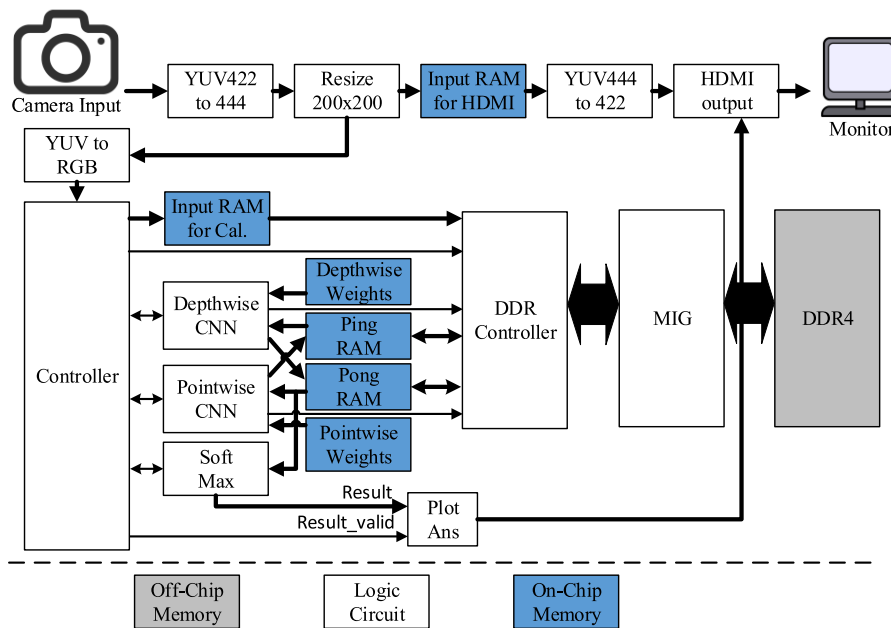 Camera Input
YUV422
to 444
Resize
200x200
Input RAM
for HDMI
YUV444
to 422
HDMI
output
Monitor
YUV to
RGB
Controller
Input RAM
for Cal.
Depthwise
Weights
Depthwise
CNN
Ping
RAM
Pong
RAM
Pointwise
CNN
Pointwise
Weights
Soft
Max
DDR
Controller
MIG
DDR4
Result
Result_valid
Plot
Ans
Off-Chip
Memory
Logic
Circuit
On-Chip
Memory